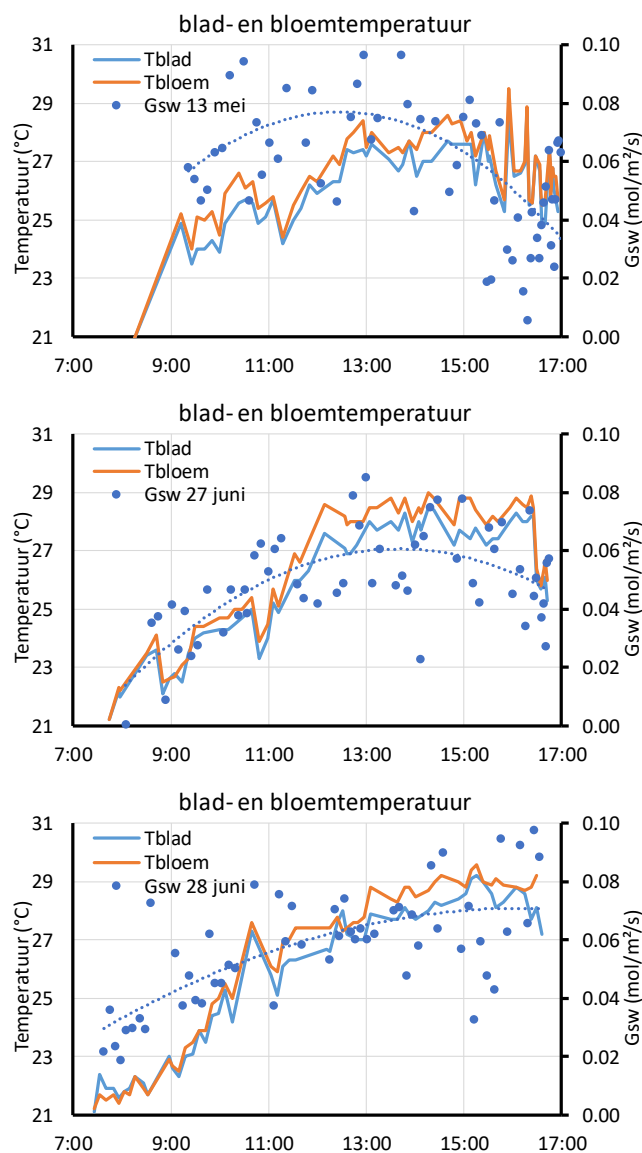 blad- en bloemtemperatuur
31 0.10
Tblad
29 Tbloem 0.08
Gsw 13 mei
27 0.06
25 0.04
23 0.02
21 0.00
7:00 9:00 11:00 13:00 15:00 17:00
Temperatuur (°C)
Gsw (mol/m²/s)
blad- en bloemtemperatuur
31 0.10
Tblad
29 Tbloem 0.08
Gsw 27 juni
27 0.06
25 0.04
23 0.02
21 0.00
7:00 9:00 11:00 13:00 15:00 17:00
Temperatuur (°C)
Gsw (mol/m²/s)
blad- en bloemtemperatuur
31 0.10
Tblad
29 Tbloem 0.08
Gsw 28 juni
27 0.06
25 0.04
23 0.02
21 0.00
7:00 9:00 11:00 13:00 15:00 17:00
Temperatuur (°C)
Gsw (mol/m²/s)